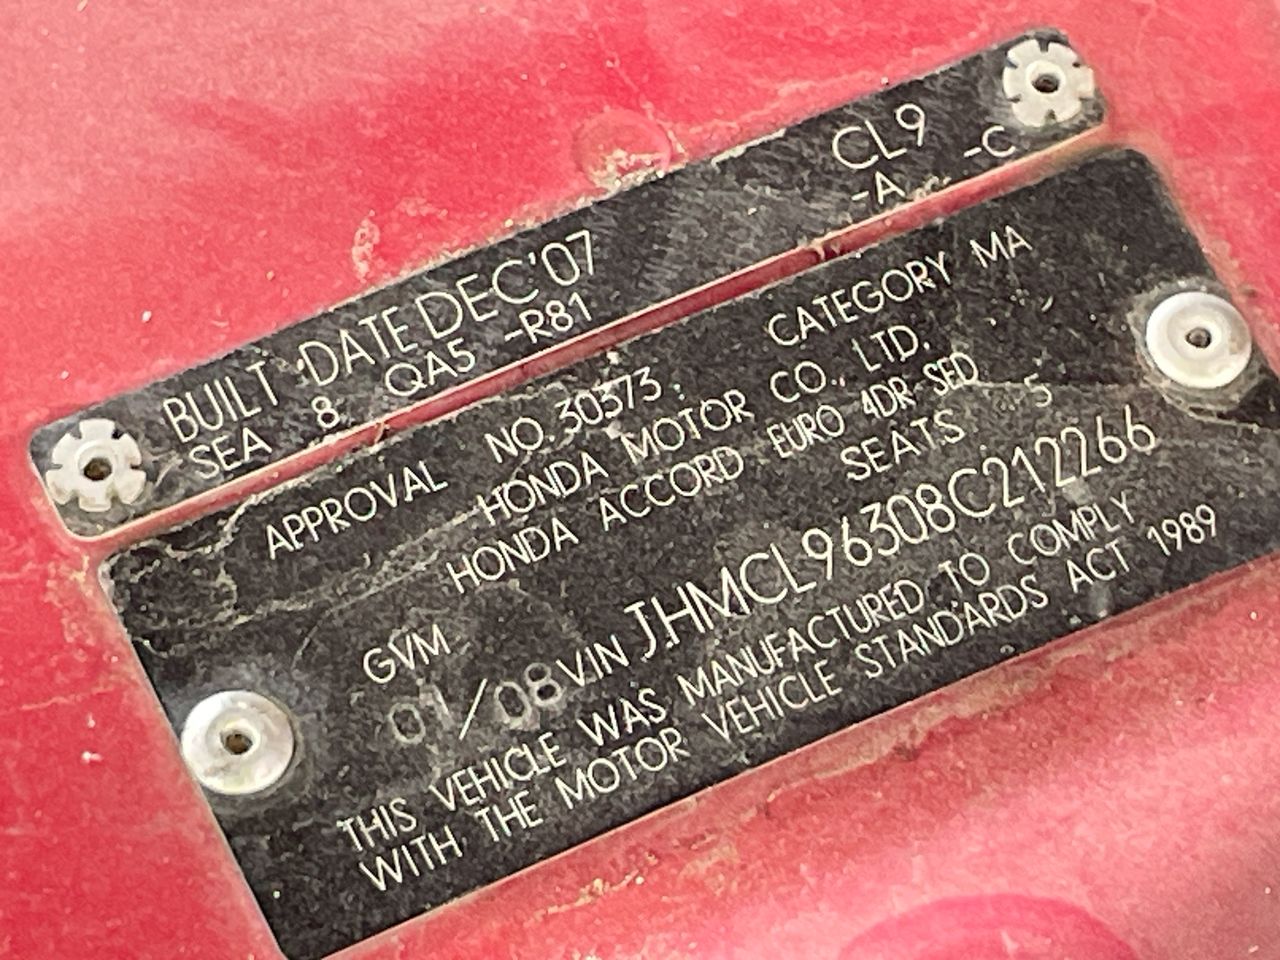 BUILT DATE DEC'07 CL9
SEA 8 QA5 -R81 -A -C
APPROVAL NO. 30373 CATEGORY MA
HONDA MOTOR CO., LTD.
HONDA ACCORD EURO 4DR SED
SEATS 5
GVM
01/08 VIN JHMCL96308C212266
THIS VEHICLE WAS MANUFACTURED TO COMPLY
WITH THE MOTOR VEHICLE STANDARDS ACT 1989